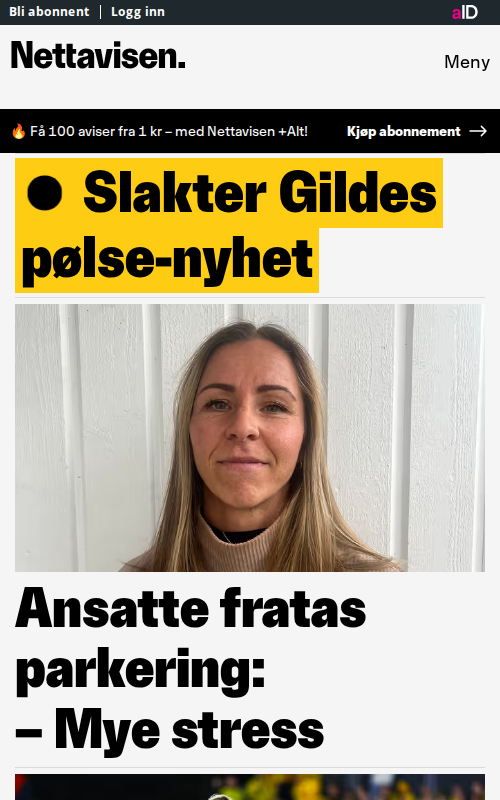 Bli abonnent
Logg inn
aID
Nettavisen.
Meny
🔥 Få 100 aviser fra 1 kr – med Nettavisen +Alt!
Kjøp abonnement →
● Slakter Gildes
pølse-nyhet
Ansatte fratas
parkering:
– Mye stress